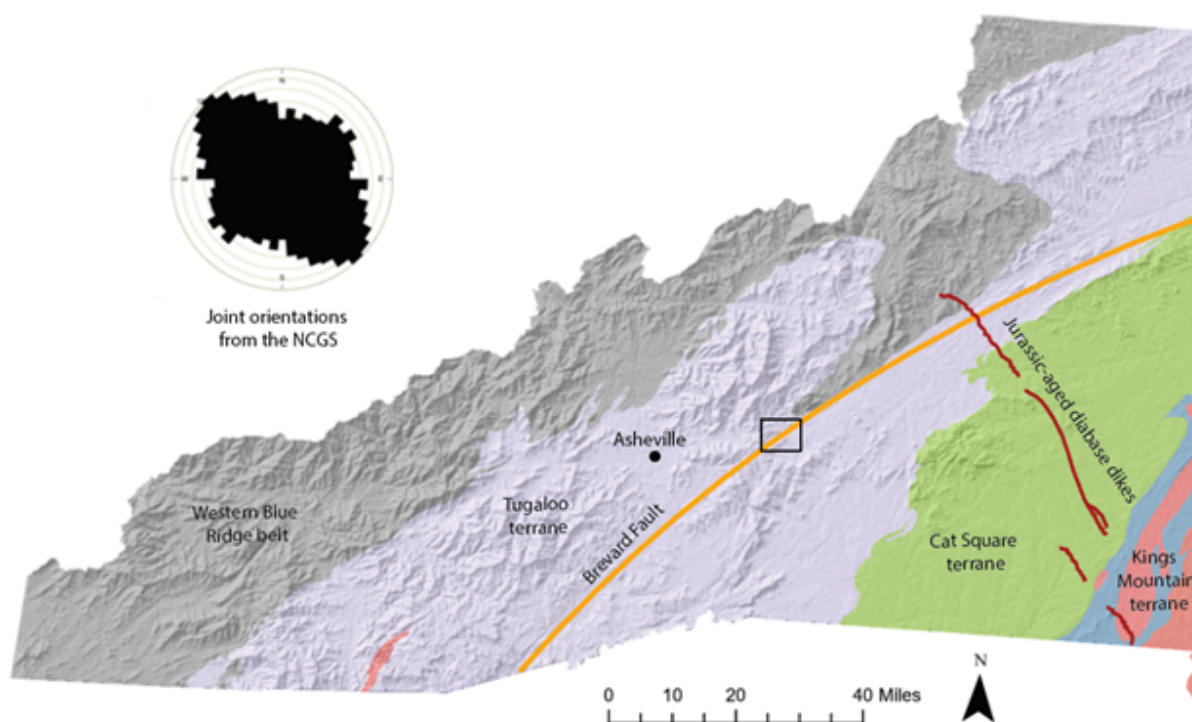 N
E
S
Joint orientations
from the NCGS
Western Blue
Ridge belt
Tugaloo
terrane
Asheville
Brevard Fault
Jurassic-aged diabase dikes
Cat Square
terrane
Kings
Mountain
terrane
N
0 10 20 40 Miles